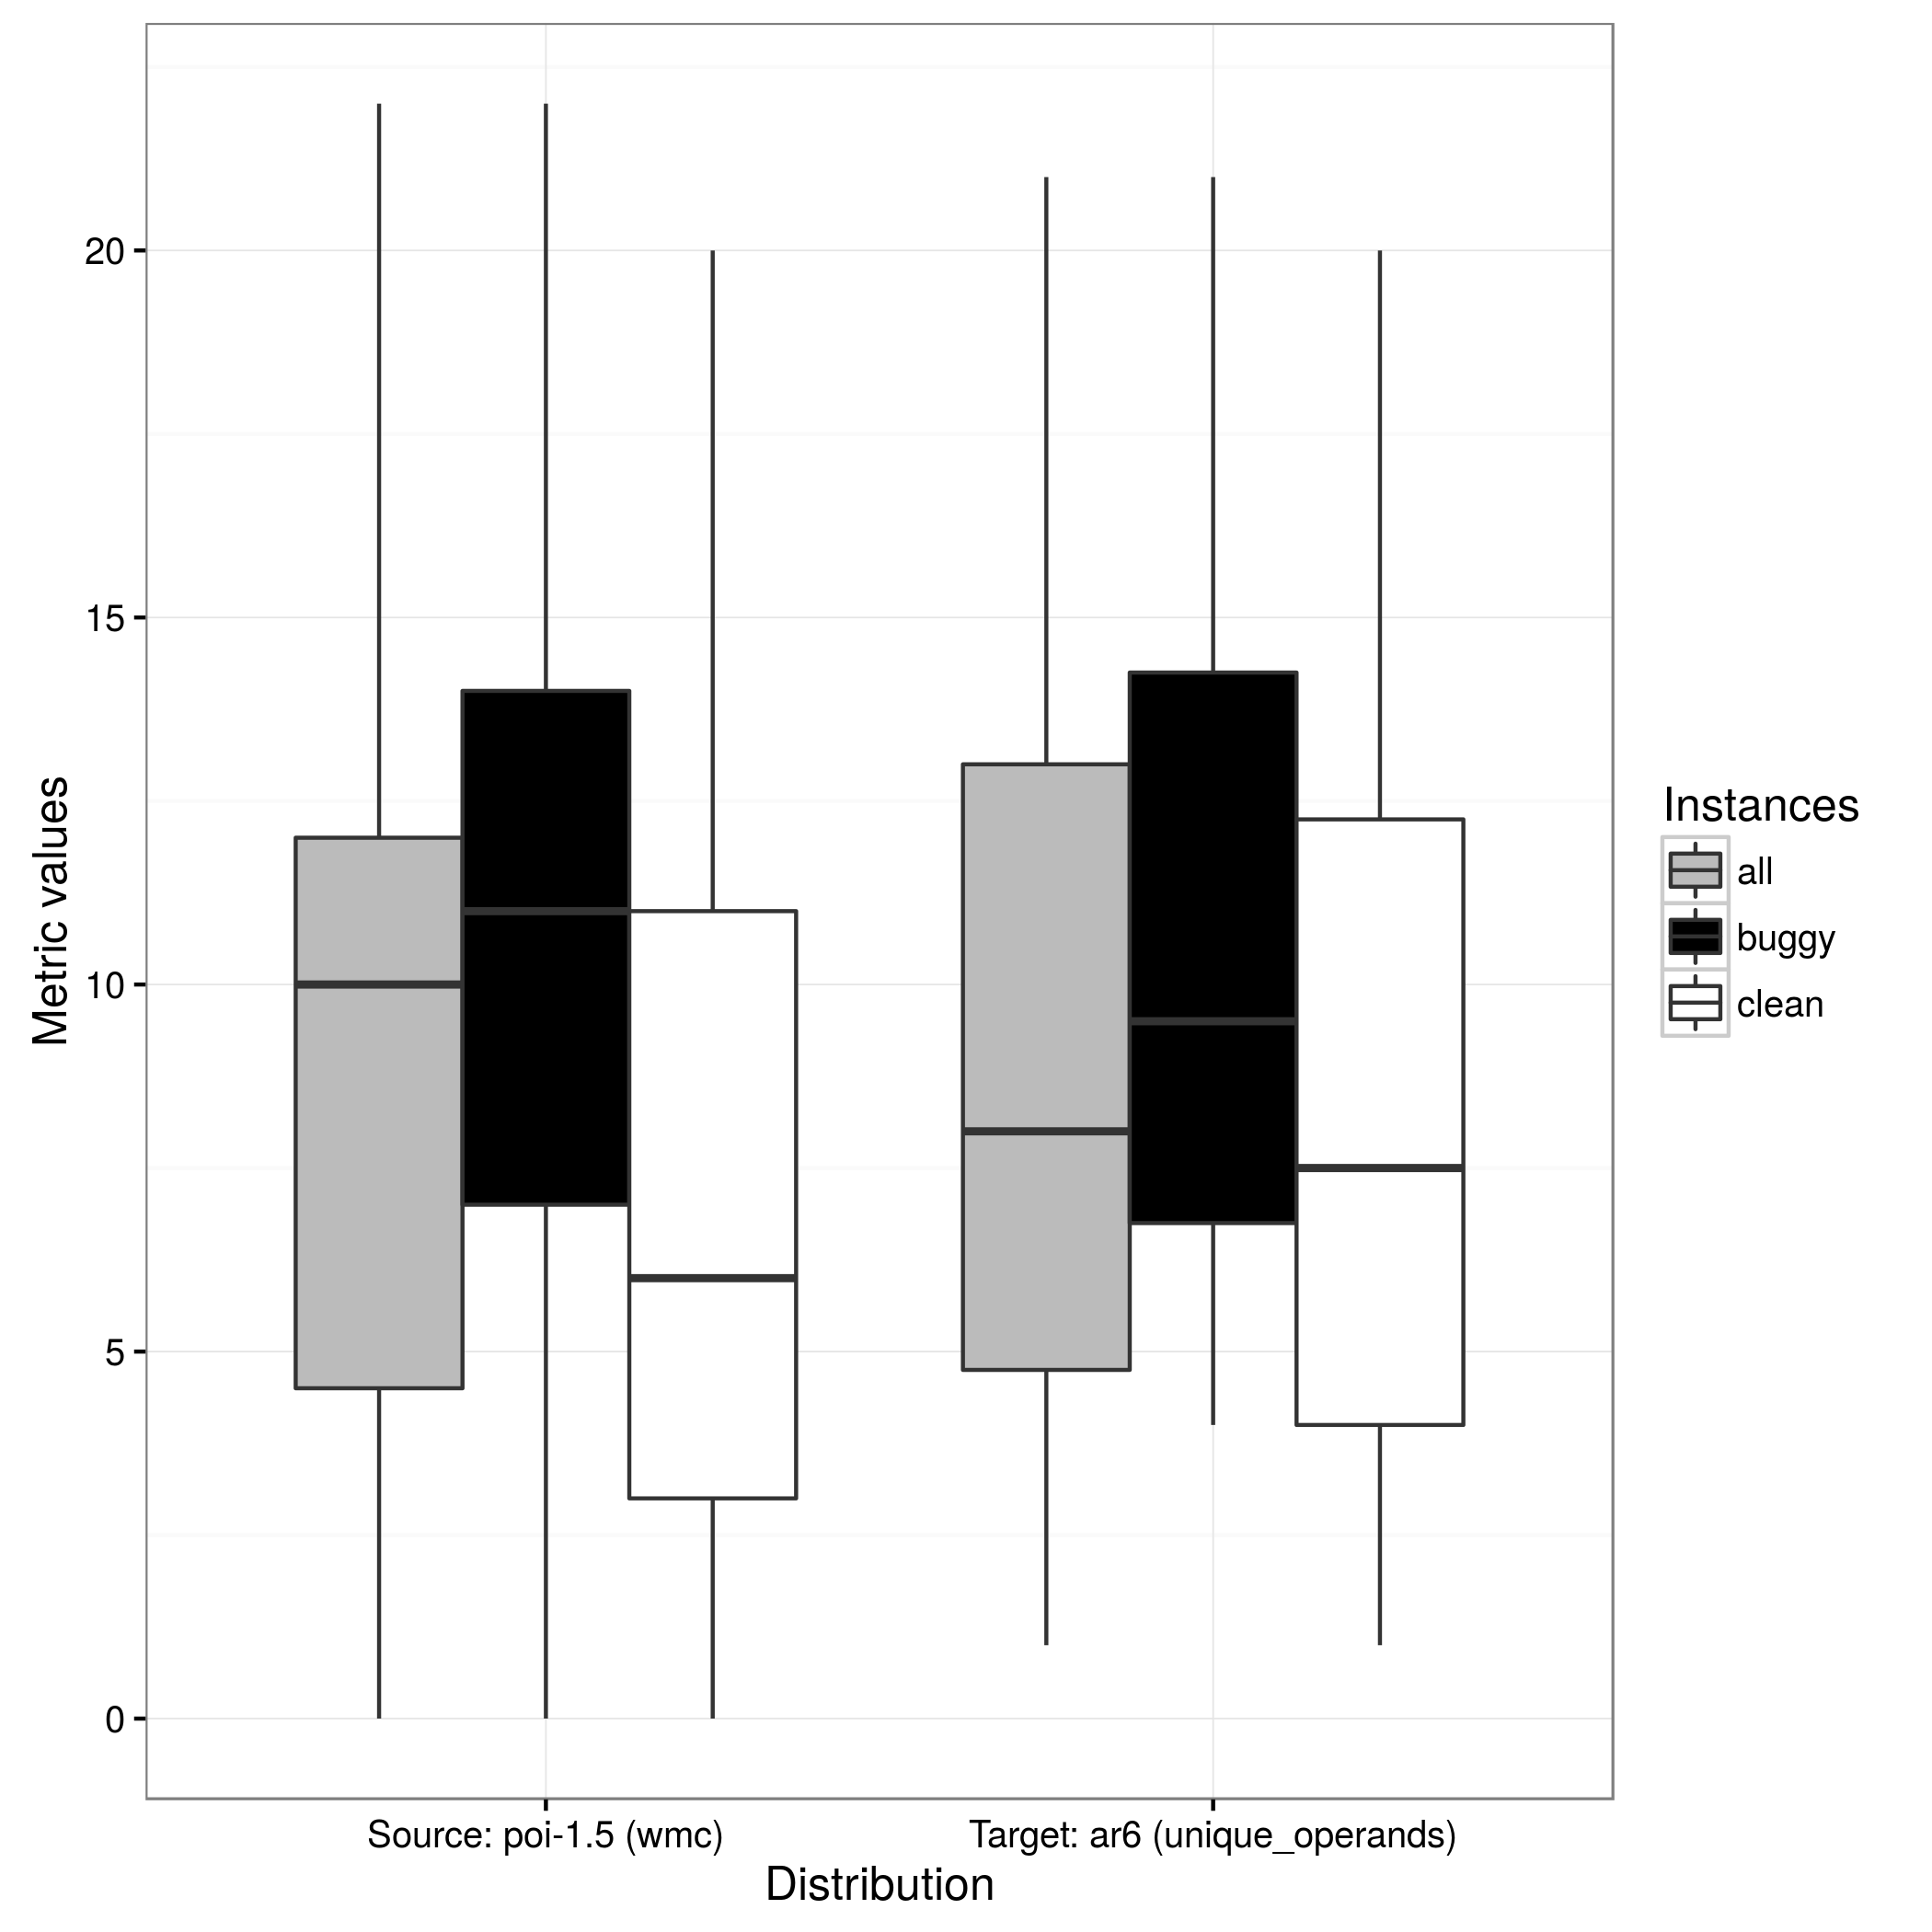 Metric values
20
15
10
5
0
Source: poi-1.5 (wmc)
Target: ar6 (unique_operands)
Distribution
Instances
all
buggy
clean